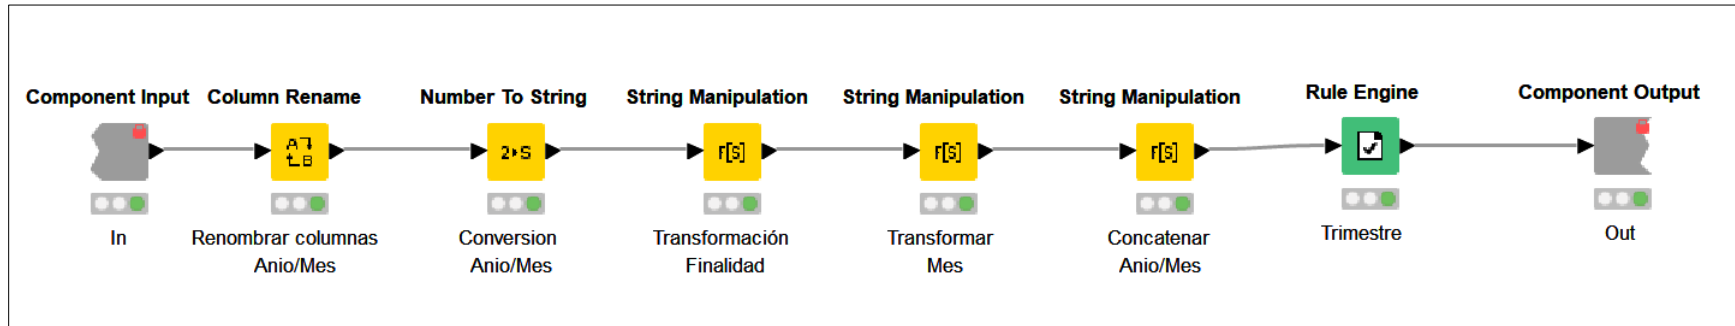 Component Input
Column Rename
Number To String
String Manipulation
String Manipulation
String Manipulation
Rule Engine
Component Output
A
B
2 S
f[S]
f[S]
f[S]
In
Renombrar columnas
Anio/Mes
Conversion
Anio/Mes
Transformación
Finalidad
Transformar
Mes
Concatenar
Anio/Mes
Trimestre
Out